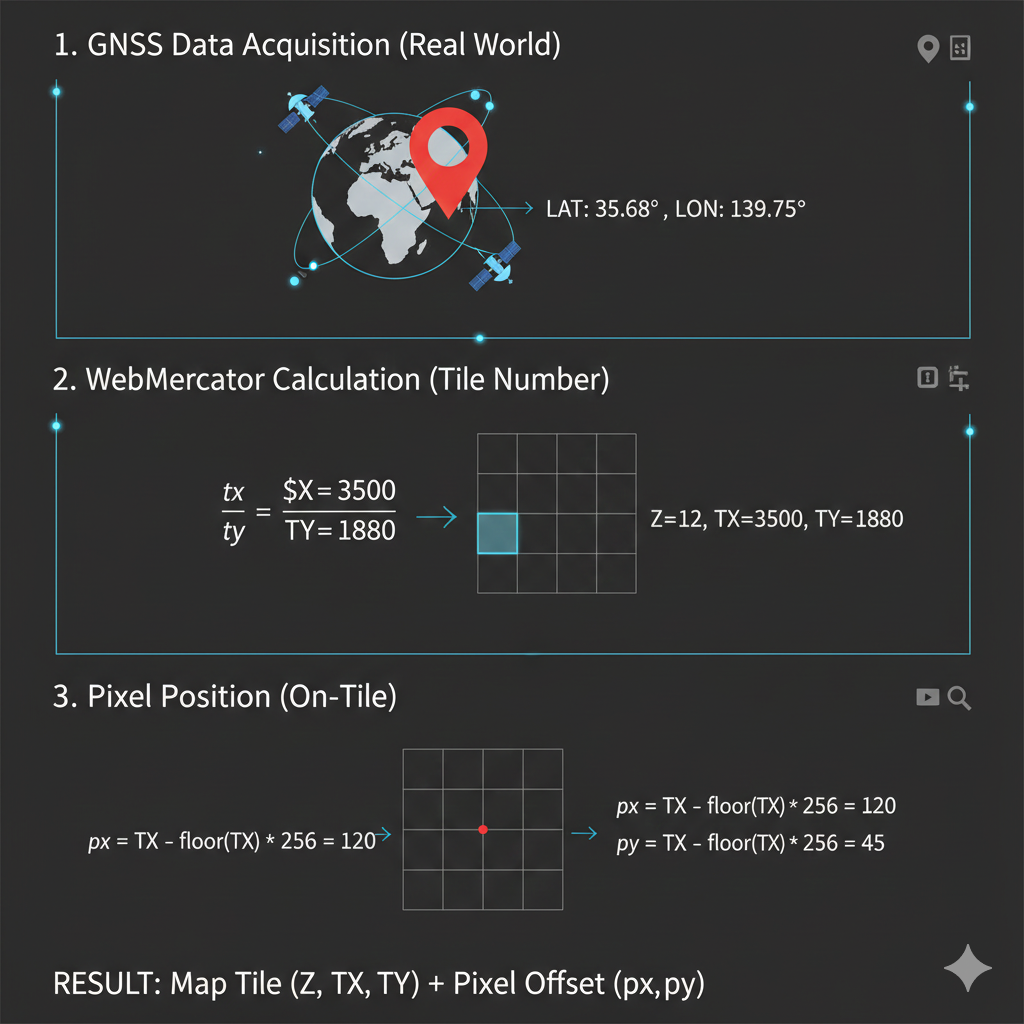 1. GNSS Data Acquisition (Real World)
LAT: 35.68° , LON: 139.75°
2. WebMercator Calculation (Tile Number)
tx
ty
=
$X = 3500
TY = 1880
Z=12, TX=3500, TY=1880
3. Pixel Position (On-Tile)
px = TX – floor(TX) * 256 = 120
px = TX – floor(TX) * 256 = 120
py = TX – floor(TX) * 256 = 45
RESULT: Map Tile (Z, TX, TY) + Pixel Offset (px,py)